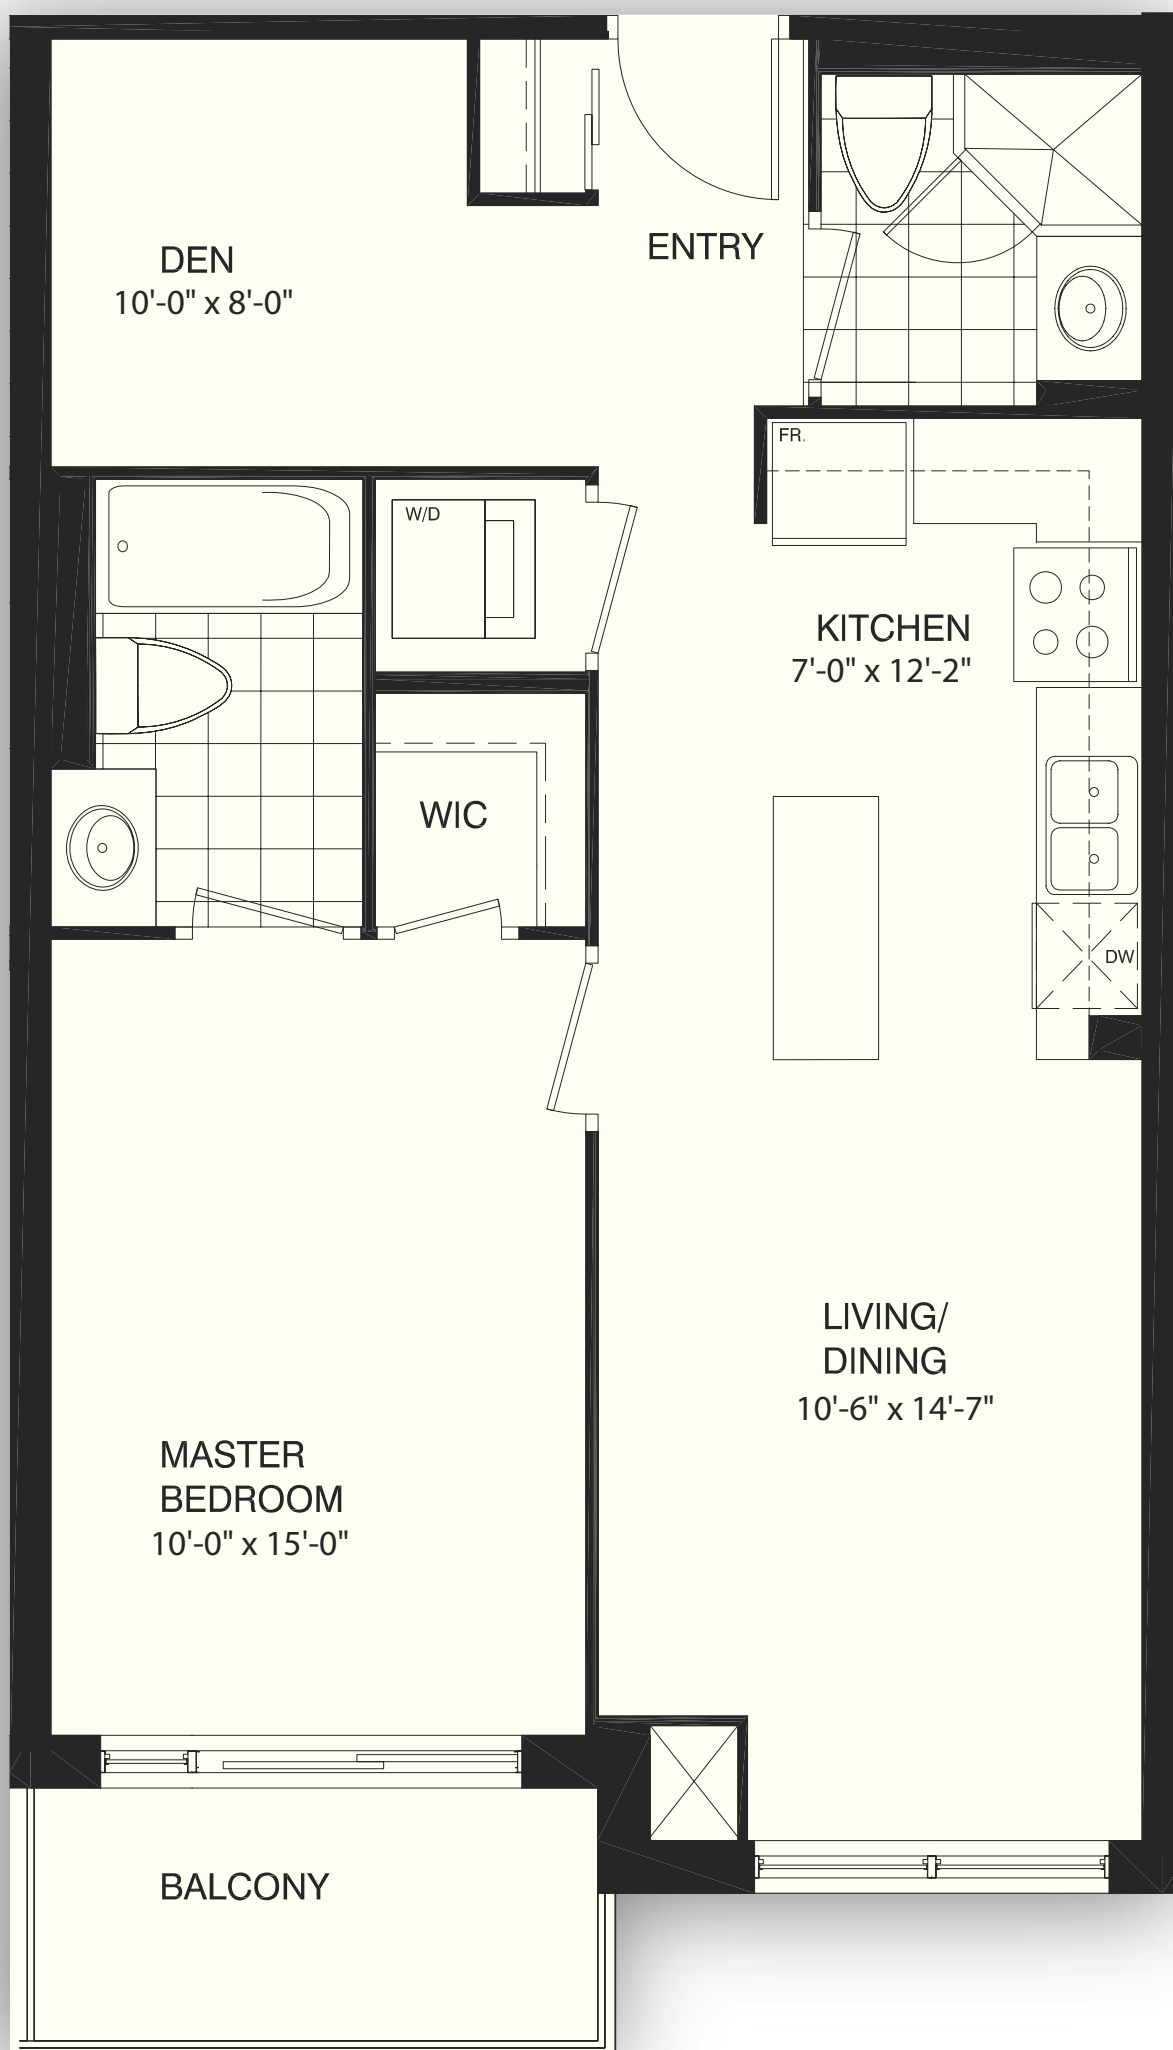 DEN
10'-0" x 8'-0"
ENTRY
FR.
W/D
KITCHEN
7'-0" x 12'-2"
WIC
DW
LIVING/
DINING
10'-6" x 14'-7"
MASTER
BEDROOM
10'-0" x 15'-0"
BALCONY